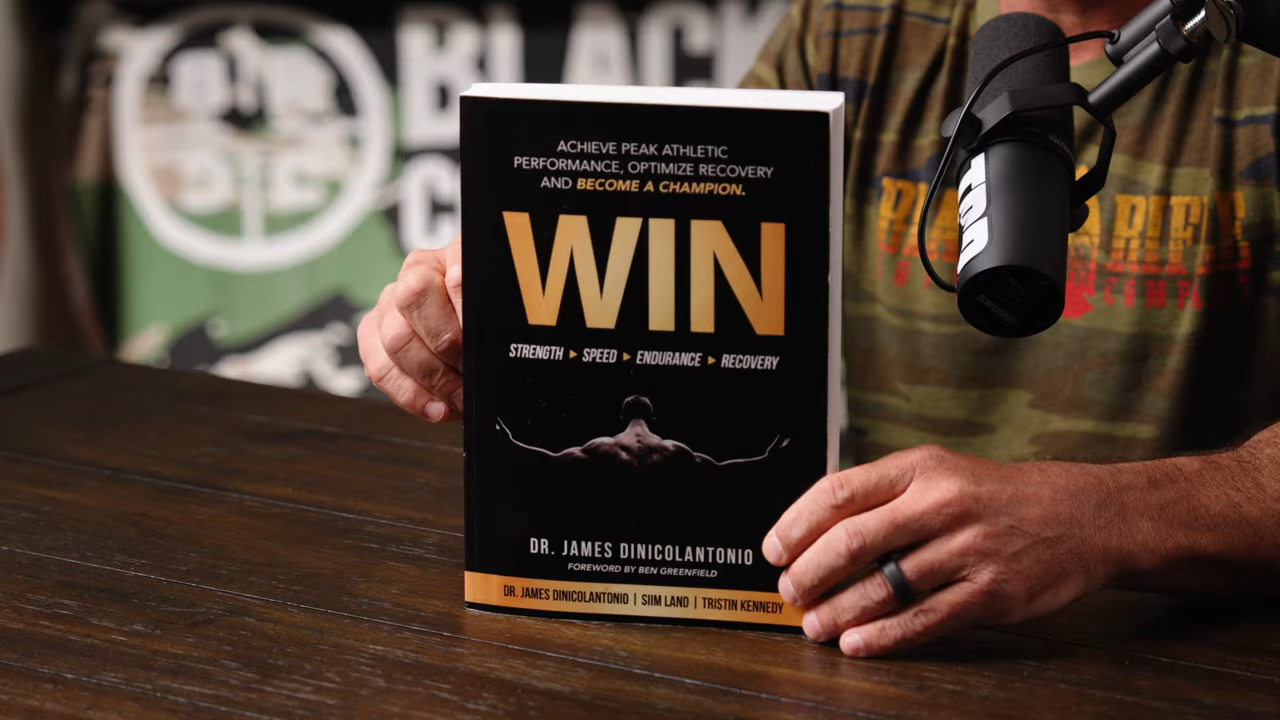 BLACK
ACHIEVE PEAK ATHLETIC
PERFORMANCE, OPTIMIZE RECOVERY
AND BECOME A CHAMPION.
WIN
STRENGTH ▸ SPEED ▸ ENDURANCE ▸ RECOVERY
DR. JAMES DINICOLANTONIO
FOREWORD BY BEN GREENFIELD
DR. JAMES DINICOLANTONIO | SIIM LAND | TRISTIN KENNEDY